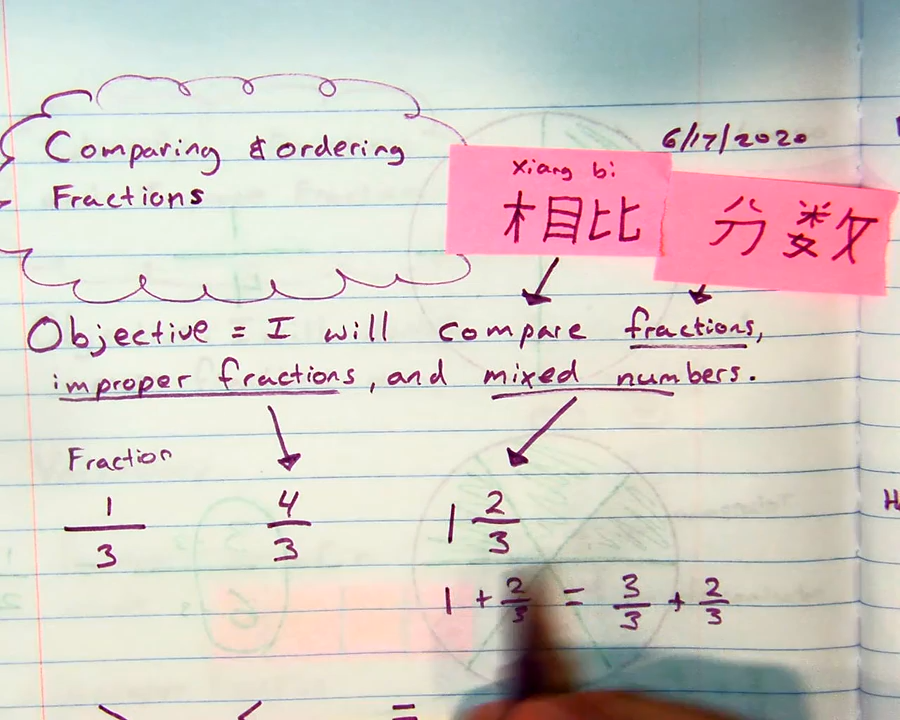 6/17/2020
Comparing & ordering
Fractions
xiang bi:
相比
分数
Objective = I will compare fractions,
improper fractions, and mixed numbers.
Fraction
1/3
4/3
1 2/3
1 + 2/3 = 3/3 + 2/3
=